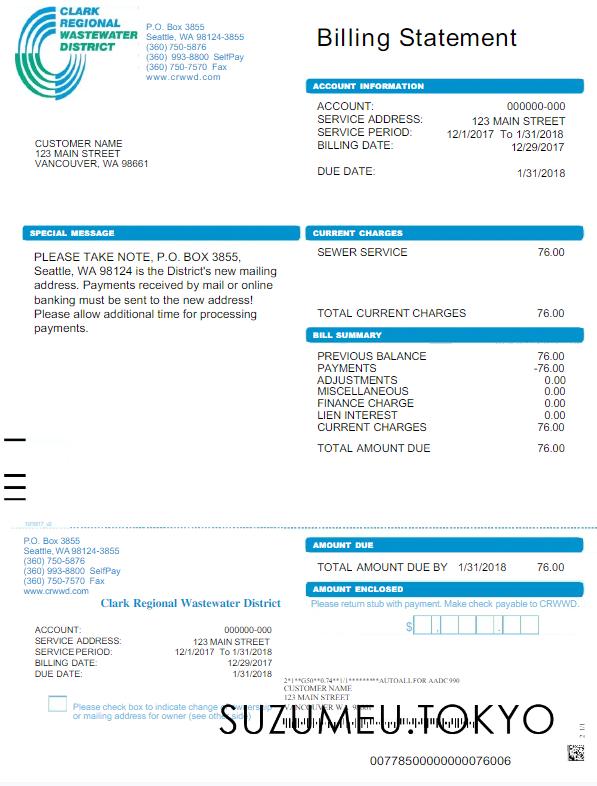 CLARK
REGIONAL
WASTEWATER
DISTRICT
P.O. Box 3855
Seattle, WA 98124-3855
(360) 750-5876
(360) 993-8800 SelfPay
(360) 750-7570 Fax
www.crwwd.com
Billing Statement
ACCOUNT INFORMATION
ACCOUNT: 000000-000
SERVICE ADDRESS: 123 MAIN STREET
SERVICE PERIOD: 12/1/2017 To 1/31/2018
BILLING DATE: 12/29/2017
DUE DATE: 1/31/2018
CUSTOMER NAME
123 MAIN STREET
VANCOUVER, WA 98661
SPECIAL MESSAGE
PLEASE TAKE NOTE, P.O. BOX 3855,
Seattle, WA 98124 is the District's new mailing
address. Payments received by mail or online
banking must be sent to the new address!
Please allow additional time for processing
payments.
CURRENT CHARGES
SEWER SERVICE 76.00
TOTAL CURRENT CHARGES 76.00
BILL SUMMARY
PREVIOUS BALANCE 76.00
PAYMENTS -76.00
ADJUSTMENTS 0.00
MISCELLANEOUS 0.00
FINANCE CHARGE 0.00
LIEN INTEREST 0.00
CURRENT CHARGES 76.00
TOTAL AMOUNT DUE 76.00
P.O. Box 3855
Seattle, WA 98124-3855
(360) 750-5876
(360) 993-8800 SelfPay
(360) 750-7570 Fax
www.crwwd.com
Clark Regional Wastewater District
ACCOUNT: 000000-000
SERVICE ADDRESS: 123 MAIN STREET
SERVICE PERIOD: 12/1/2017 To 1/31/2018
BILLING DATE: 12/29/2017
DUE DATE: 1/31/2018
AMOUNT DUE
TOTAL AMOUNT DUE BY 1/31/2018 76.00
AMOUNT ENCLOSED
Please return stub with payment. Make check payable to CRWWD.
$ , .
2*1**G50**0.74**1/1*********AUTOALL FOR AADC 990
CUSTOMER NAME
123 MAIN STREET
VANCOUVER WA
Please check box to indicate change
or mailing address for owner (see other side)
SUZUMEU.TOKYO
2 1/1
00778500000000076006